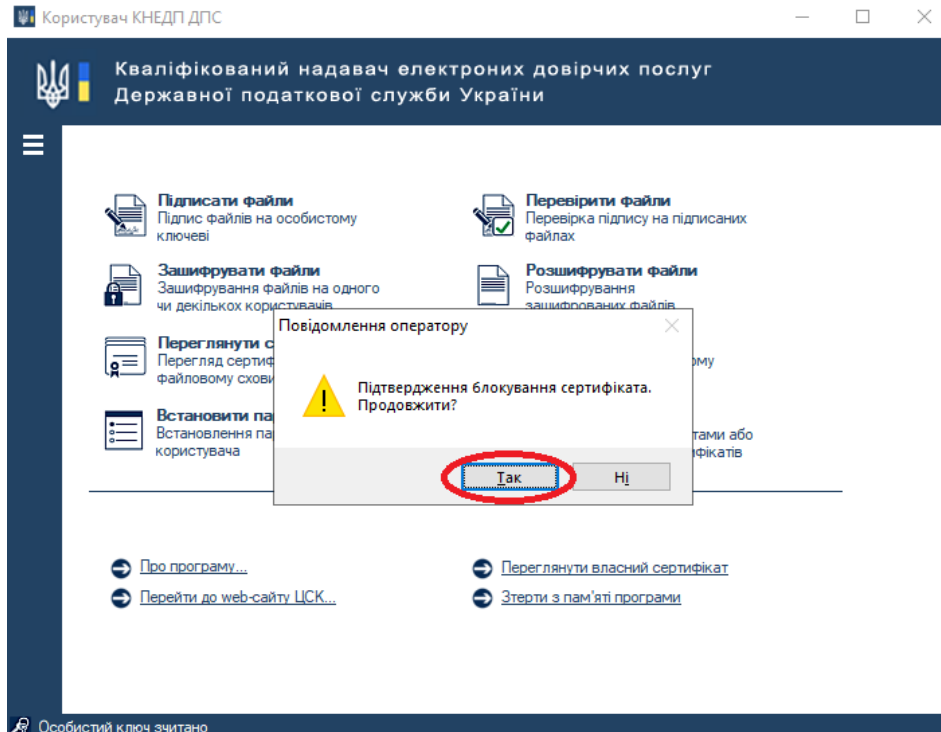 Користувач КНЕДП ДПС
Кваліфікований надавач електроних довірчих послуг
Державної податкової служби України
Підписати файли
Підпис файлів на особистому
ключеві
Перевірити файли
Перевірка підпису на підписаних
файлах
Зашифрувати файли
Зашифрування файлів на одного
чи декількох користувачів
Розшифрувати файли
Розшифрування
зашифрованих файлів
Переглянути с
Перегляд сертиф
файловому схови
ому
Встановити па
Встановлення па
користувача
тами або
фікатів
Повідомлення оператору
Підтвердження блокування сертифіката.
Продовжити?
Так
Ні
Про програму...
Переглянути власний сертифікат
Перейти до web-сайту ЦСК...
Зтерти з пам'яті програми
Особистий ключ зчитано